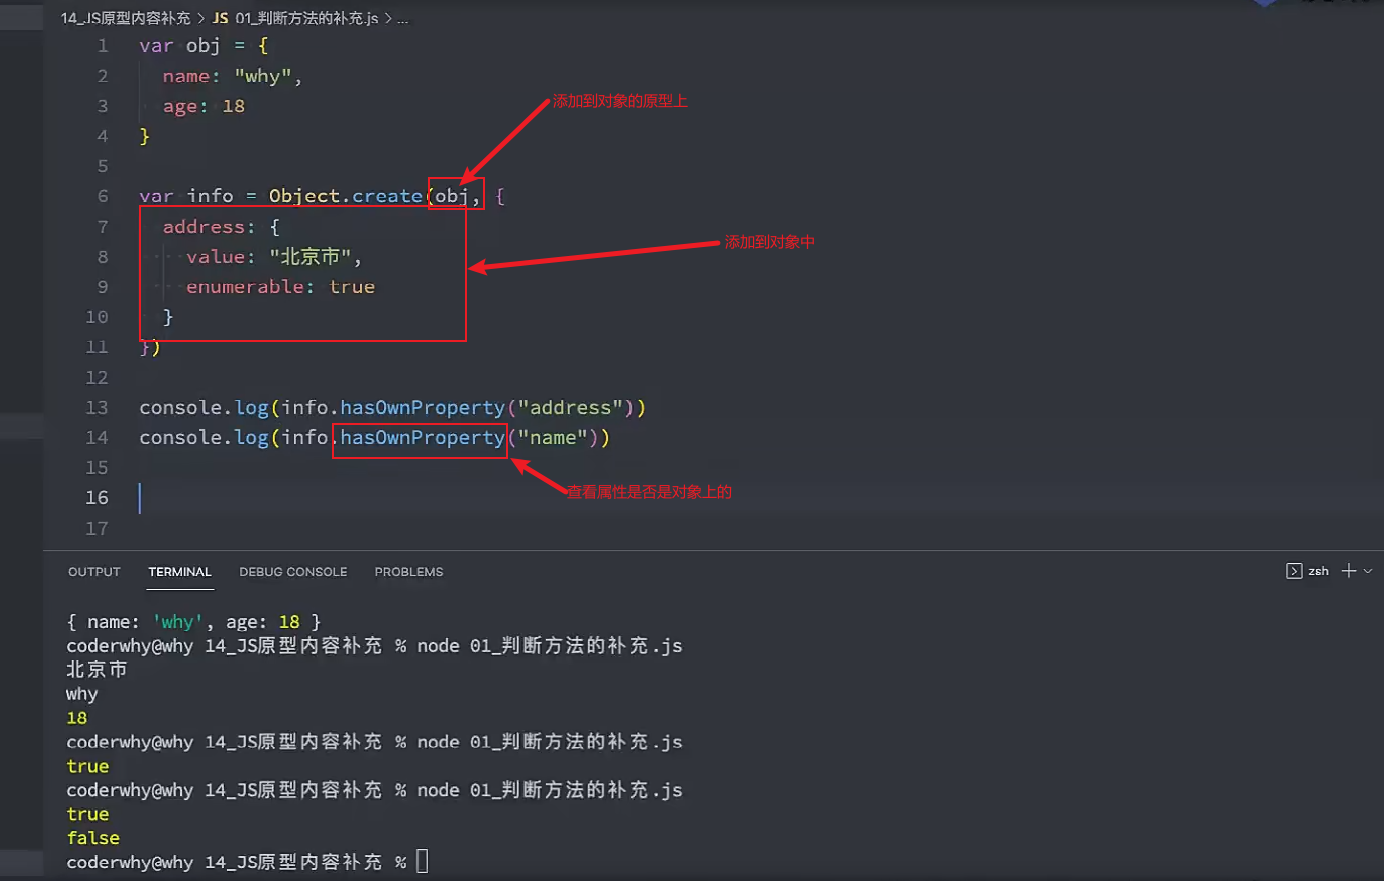 14_JS原型内容补充 > JS 01_判断方法的补充.js > ...
1 var obj = {
2 name: "why",
3 age: 18
添加到对象的原型上
4 }
5
6 var info = Object.create(obj, {
7 address: {
添加到对象中
8 value: "北京市",
9 enumerable: true
10 }
11 })
12
13 console.log(info.hasOwnProperty("address"))
14 console.log(info.hasOwnProperty("name"))
15
16
查看属性是否是对象上的
17
OUTPUT TERMINAL DEBUG CONSOLE PROBLEMS zsh
{ name: 'why', age: 18 }
coderwhy@why 14_JS原型内容补充 % node 01_判断方法的补充.js
北京市
why
18
coderwhy@why 14_JS原型内容补充 % node 01_判断方法的补充.js
true
coderwhy@why 14_JS原型内容补充 % node 01_判断方法的补充.js
true
false
coderwhy@why 14_JS原型内容补充 %